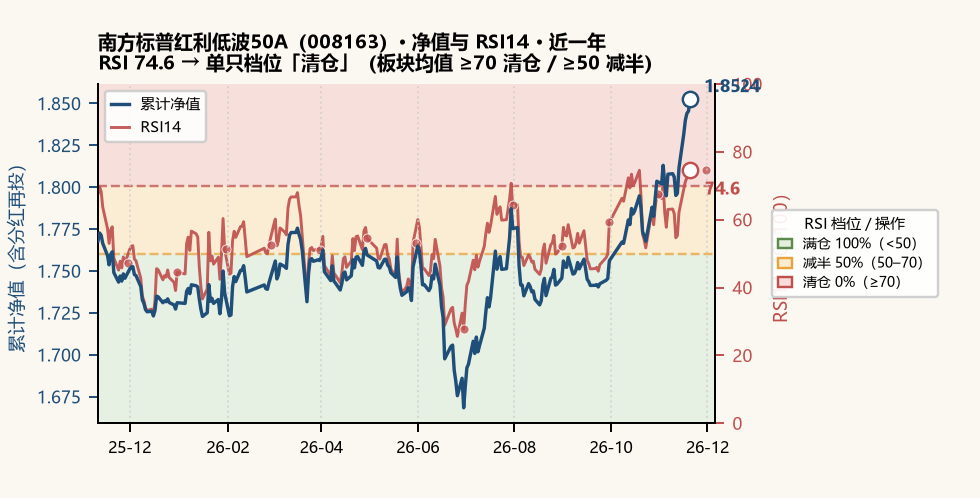 南方标普红利低波50A（008163）·净值与 RSI14·近一年
RSI 74.6 → 单只档位「清仓」（板块均值 ≥70 清仓 / ≥50 减半)
累计净值
RSI14
1.8524
100
1.850
1.825
1.800
1.775
1.750
1.725
1.700
1.675
累计净值（含分红再投）
80
60
40
20
0
74.6
RSI 档位 / 操作
满仓 100%（<50）
减半 50%（50–70）
清仓 0%（≥70）
25-12
26-02
26-04
26-06
26-08
26-10
26-12